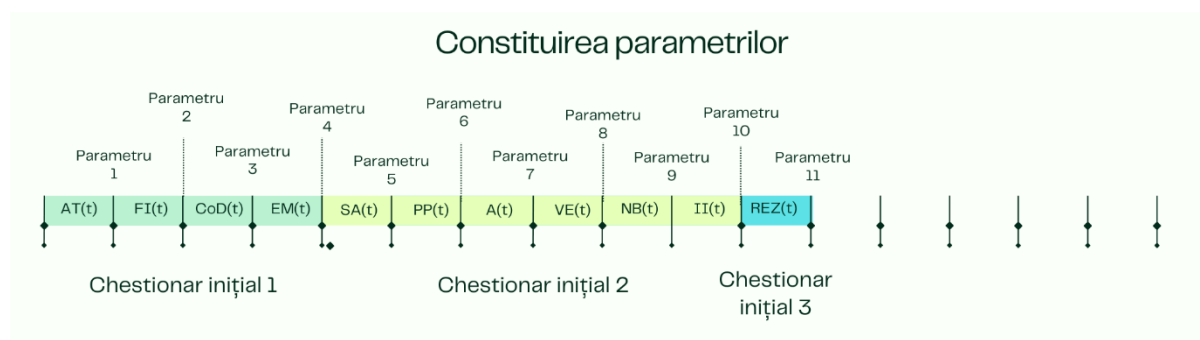 Constituirea parametrilor
Parametru
1
Parametru
2
Parametru
3
Parametru
4
Parametru
5
Parametru
6
Parametru
7
Parametru
8
Parametru
9
Parametru
10
Parametru
11
AT(t) FI(t) CoD(t) EM(t) SA(t) PP(t) A(t) VE(t) NB(t) II(t) REZ(t)
Chestionar inițial 1
Chestionar inițial 2
Chestionar
inițial 3